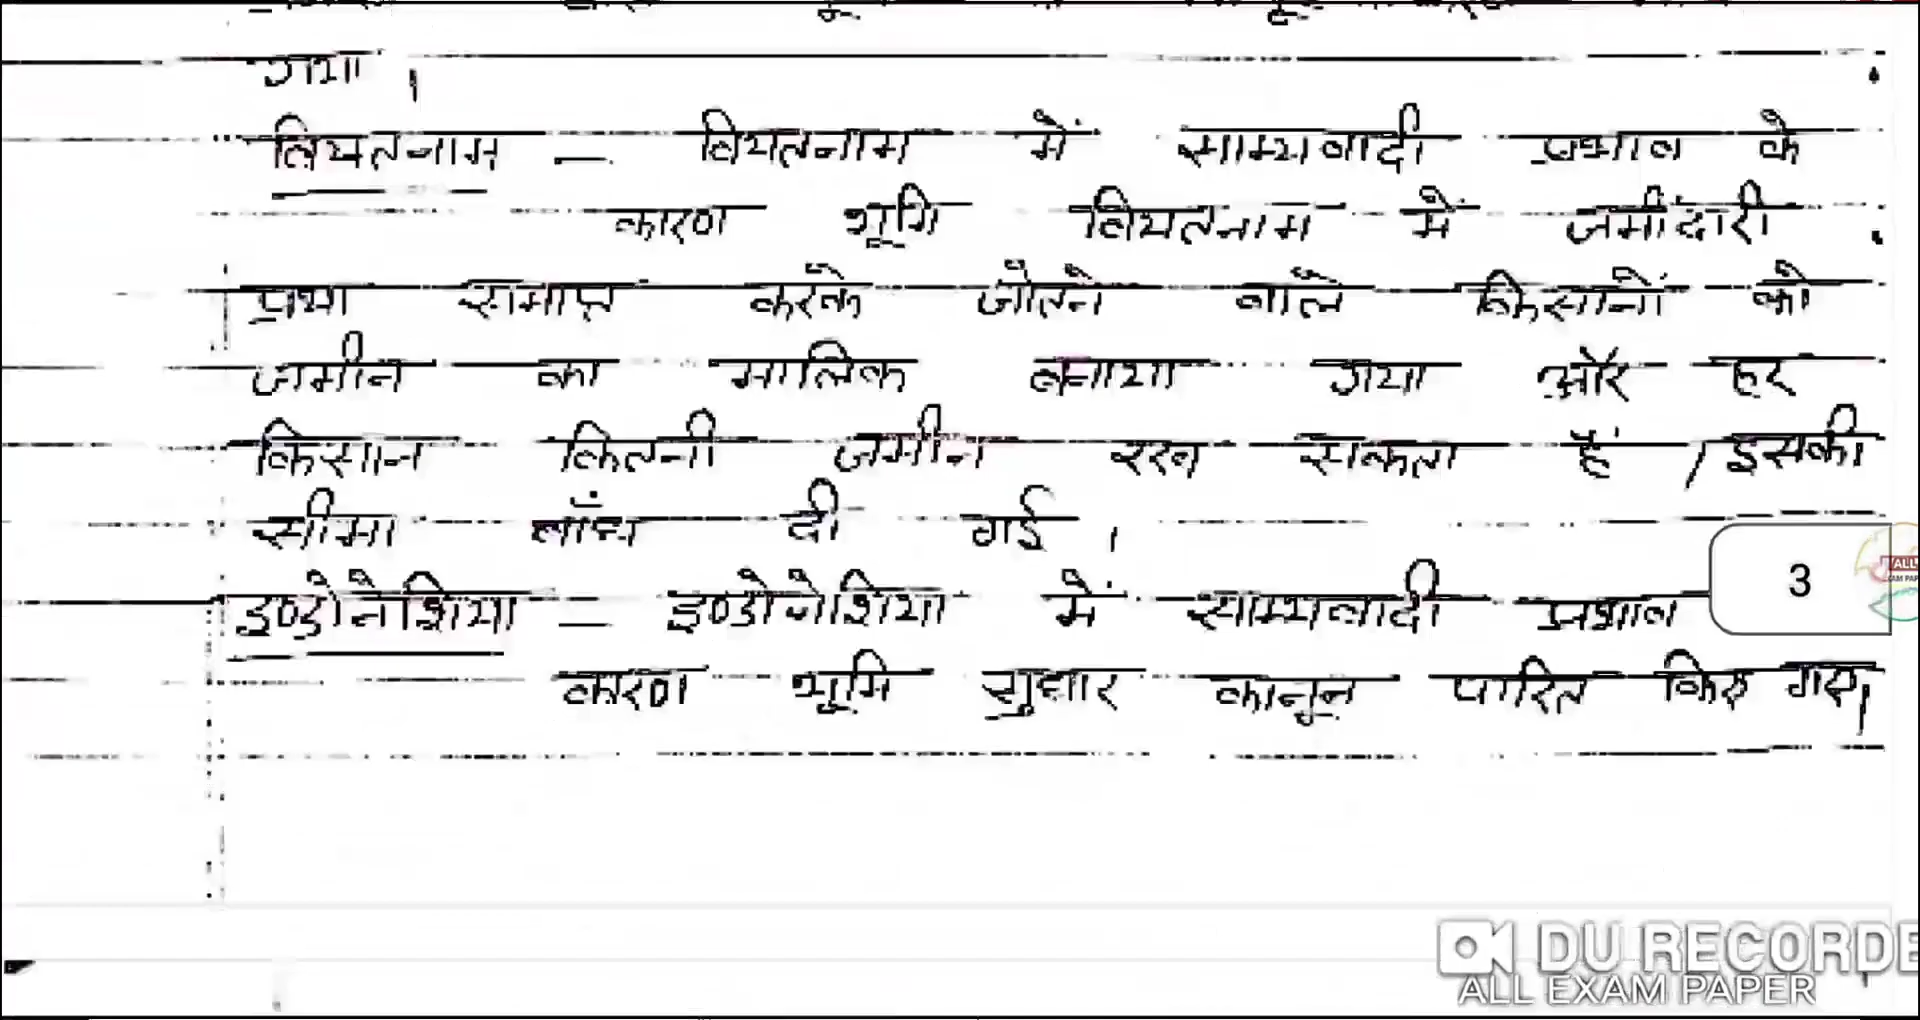 गया ।
वियतनाम — वियतनाम में साम्यवादी प्रभाव के
कारण भूमि वियतनाम में जमींदारी
प्रथा समाप्त करके जोतने वाले किसानों को
जमीन का मालिक बनाया गया और हर
किसान कितनी जमीन रख सकता है / इसकी
सीमा बाँध दी गई ।
इण्डोनेशिया — इण्डोनेशिया में साम्यवादी प्रभाव
3
कारण भूमि सुधार कानून पारित किए गए।
DU RECORDE
ALL EXAM PAPER